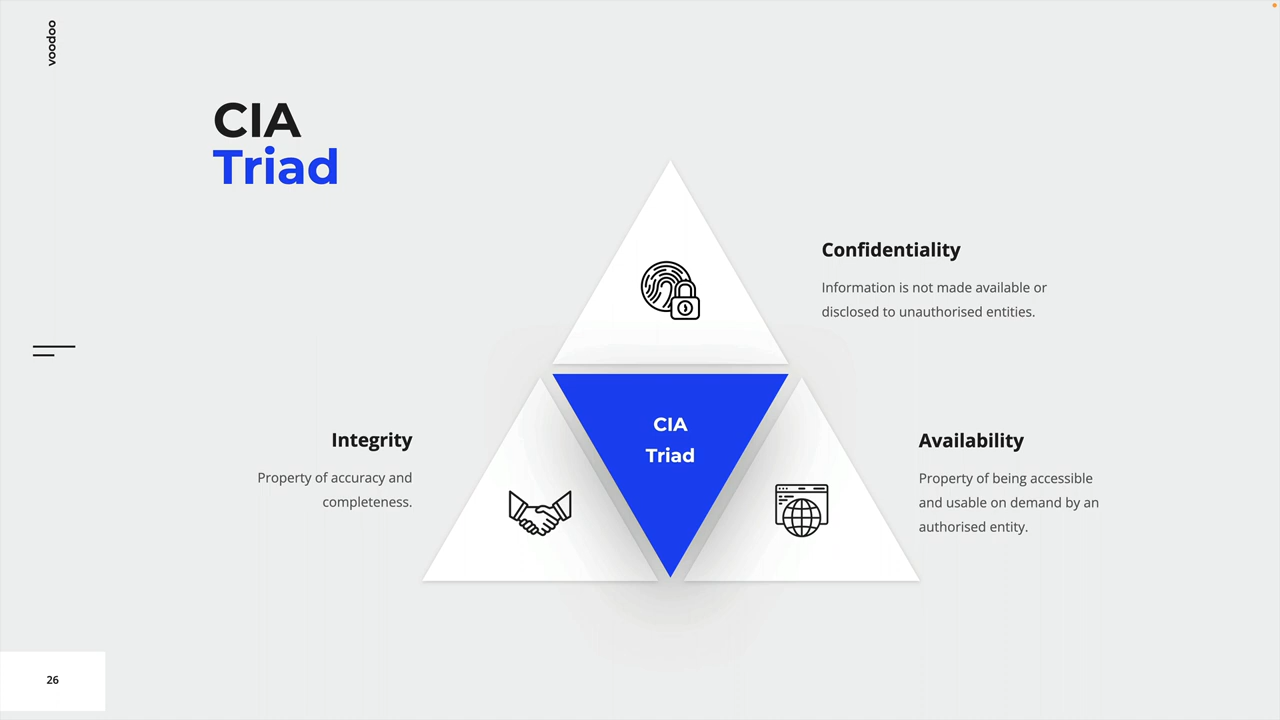 voodoo
CIA
Triad
Confidentiality
Information is not made available or
disclosed to unauthorised entities.
CIA
Triad
Integrity
Property of accuracy and
completeness.
Availability
Property of being accessible
and usable on demand by an
authorised entity.
26